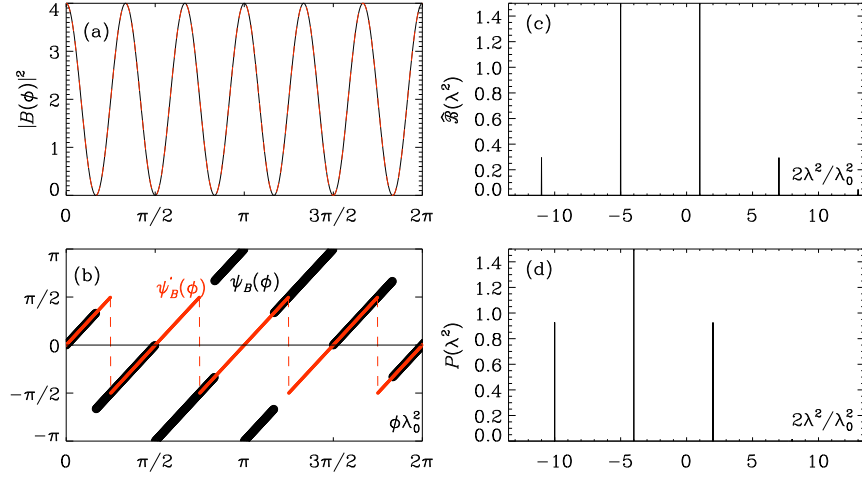 (a)
|B(ϕ)|²
4
3
2
1
0
0 π/2 π 3π/2 2π
(c)
𝓑̂(λ²)
1.4
1.2
1.0
0.8
0.6
0.4
0.2
0.0
2λ²/λ₀²
−10 −5 0 5 10
(b)
ψ̇_B(ϕ) ψ_B(ϕ)
π
π/2
0
−π/2
−π
ϕλ₀²
0 π/2 π 3π/2 2π
(d)
P(λ²)
1.4
1.2
1.0
0.8
0.6
0.4
0.2
0.0
2λ²/λ₀²
−10 −5 0 5 10